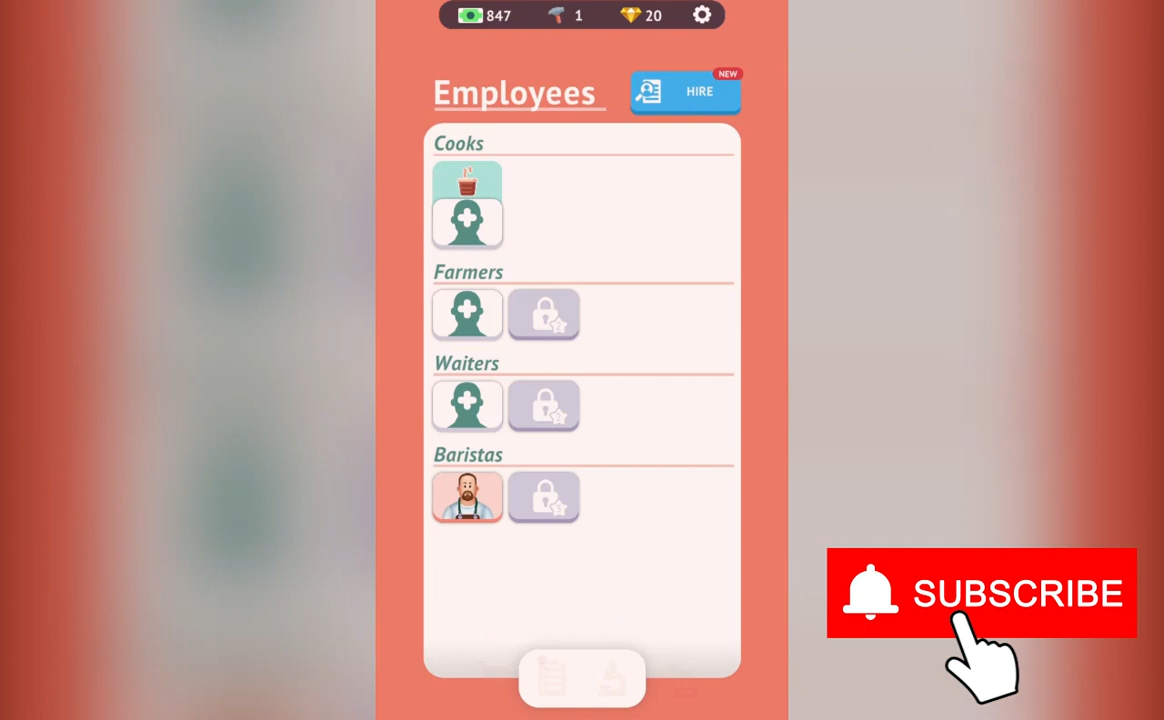 847 1 20
Employees
NEW
HIRE
Cooks
Farmers
Waiters
Baristas
SUBSCRIBE